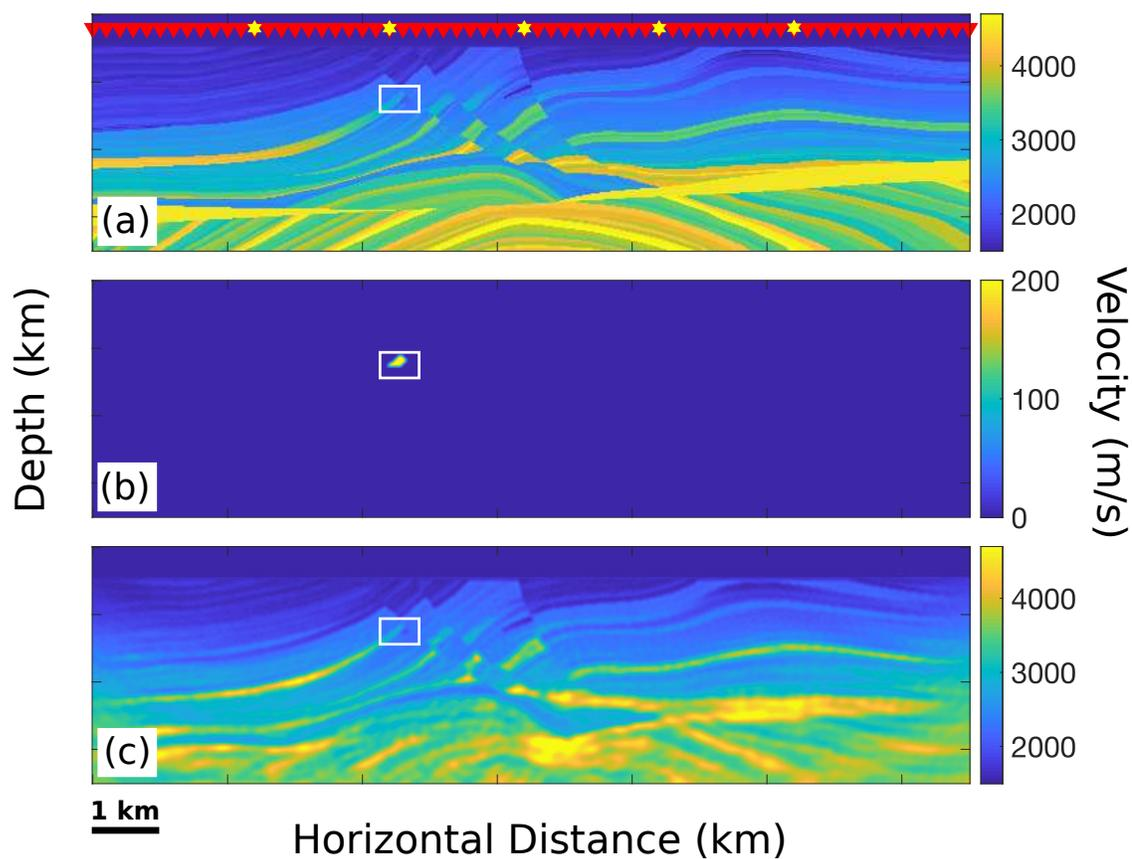 4000
3000
2000
(a)
200
100
0
(b)
Depth (km)
Velocity (m/s)
4000
3000
2000
(c)
1 km
Horizontal Distance (km)